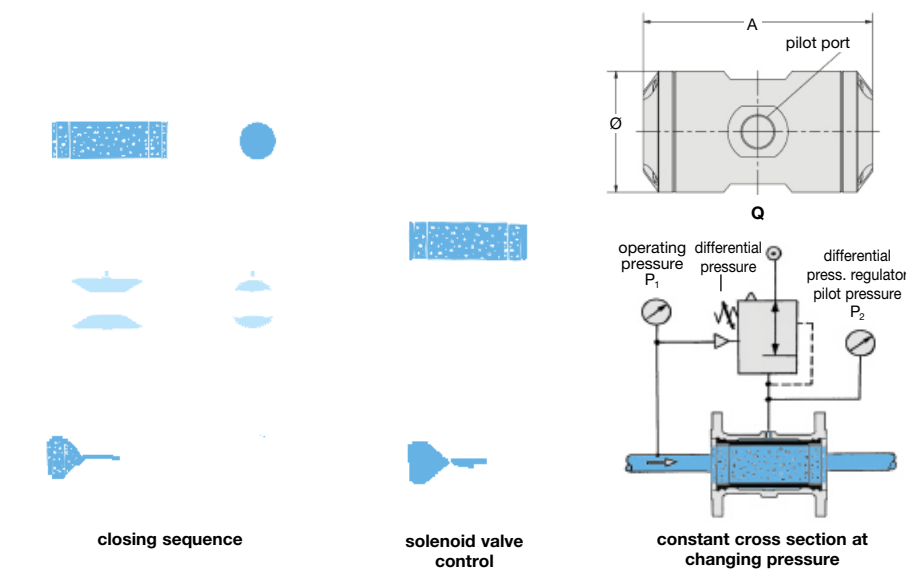 A
pilot port
Ø
Q
operating
pressure
P₁
differential
pressure
differential
press. regulator
pilot pressure
P₂
closing sequence
solenoid valve
control
constant cross section at
changing pressure